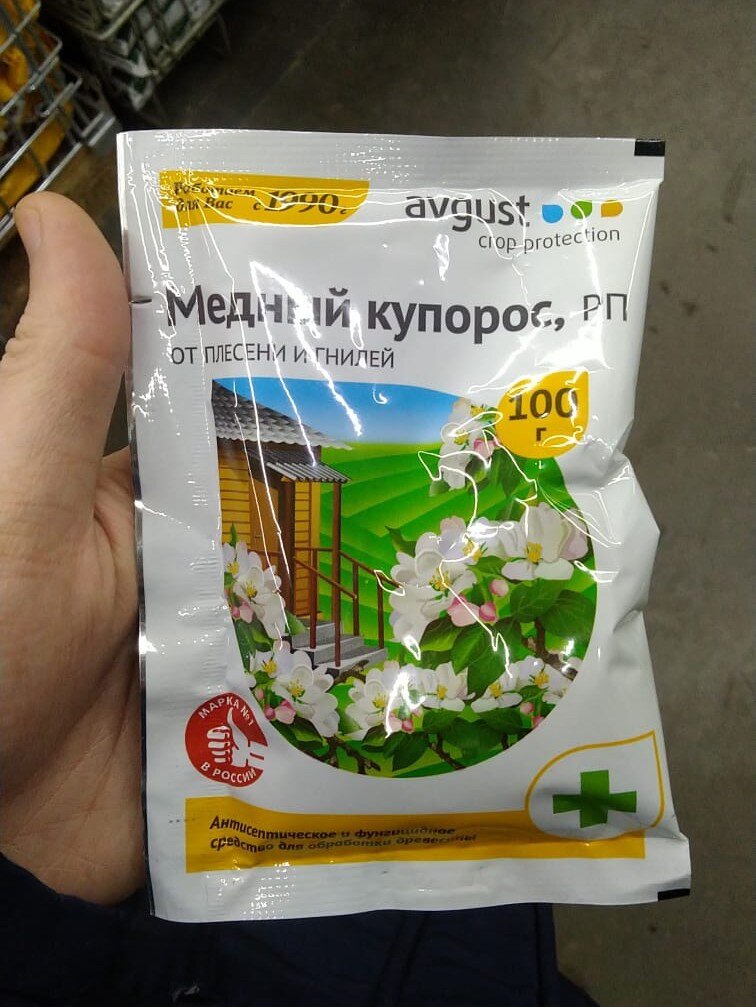 Работаем
для Вас с 1990 г.
avgust
crop protection
Медный купорос, РП
ОТ ПЛЕСЕНИ И ГНИЛЕЙ
100
г
МАРКА №1
В РОССИИ
Антисептическое и фунгицидное
средство для обработки древесины